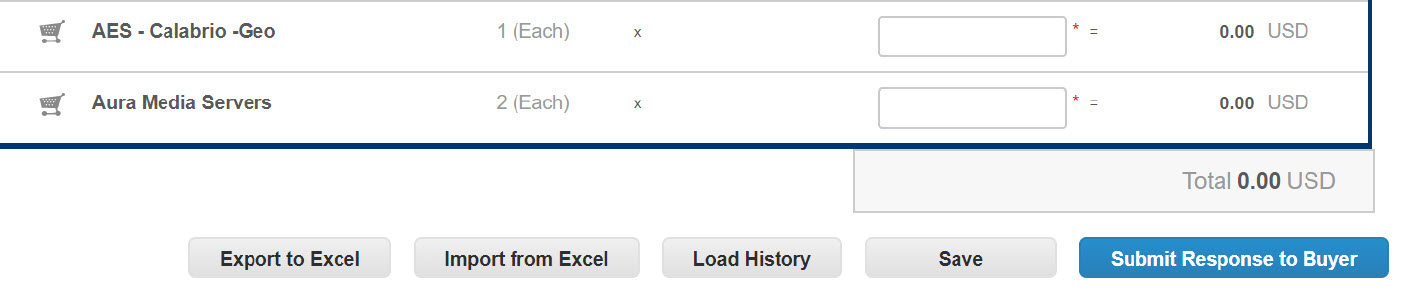 AES - Calabrio -Geo 1 (Each) x * = 0.00 USD
Aura Media Servers 2 (Each) x * = 0.00 USD
Total 0.00 USD
Export to Excel Import from Excel Load History Save Submit Response to Buyer